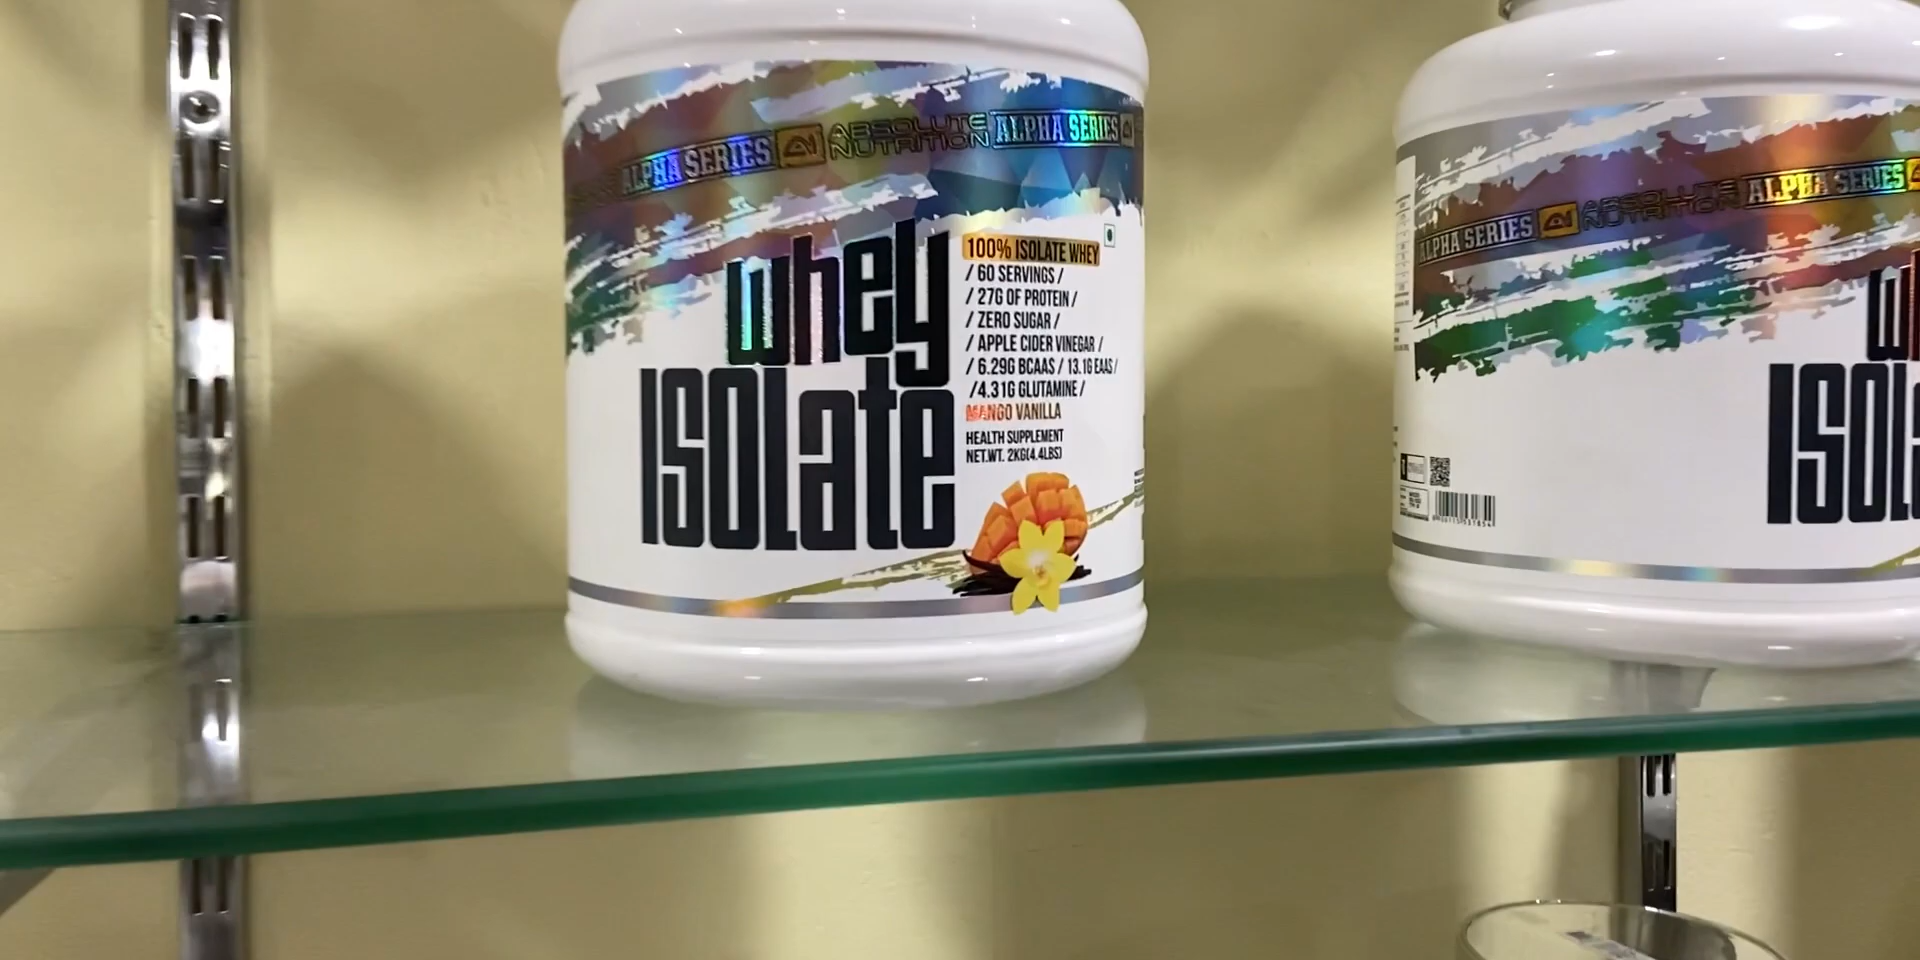 ALPHA SERIES ABSOLUTE NUTRITION ALPHA SERIES
whey
ISOLate
100% ISOLATE WHEY
/ 60 SERVINGS /
/ 27G OF PROTEIN /
/ ZERO SUGAR /
/ APPLE CIDER VINEGAR /
/ 6.29G BCAAS / 13.1G EAAS /
/4.31G GLUTAMINE /
MANGO VANILLA
HEALTH SUPPLEMENT
NET.WT. 2KG(4.4LBS)
ALPHA SERIES ABSOLUTE NUTRITION ALPHA SERIES